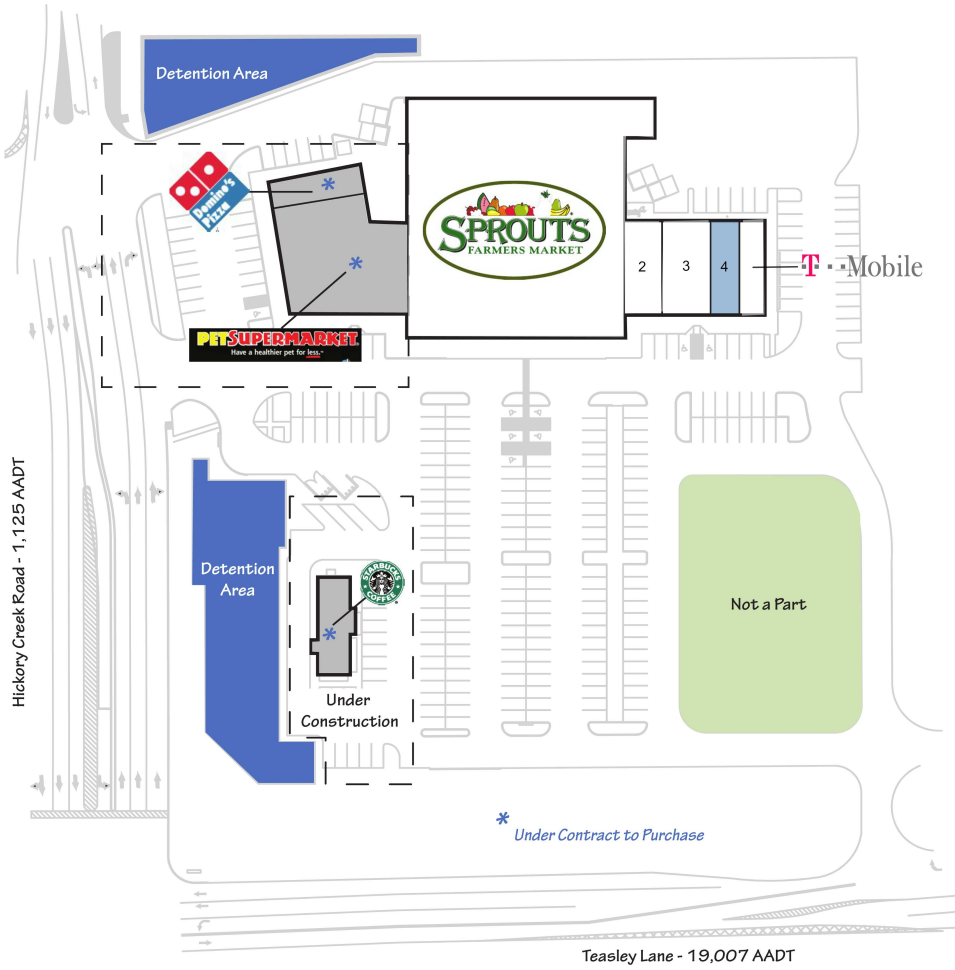 Detention Area
Domino's
Pizza
SPROUTS
FARMERS MARKET
2
3
4
T··Mobile
PETSUPERMARKET
Have a healthier pet for less.™
Hickory Creek Road - 1,125 AADT
Detention
Area
STARBUCKS
COFFEE
Not a Part
Under
Construction
* Under Contract to Purchase
Teasley Lane - 19,007 AADT